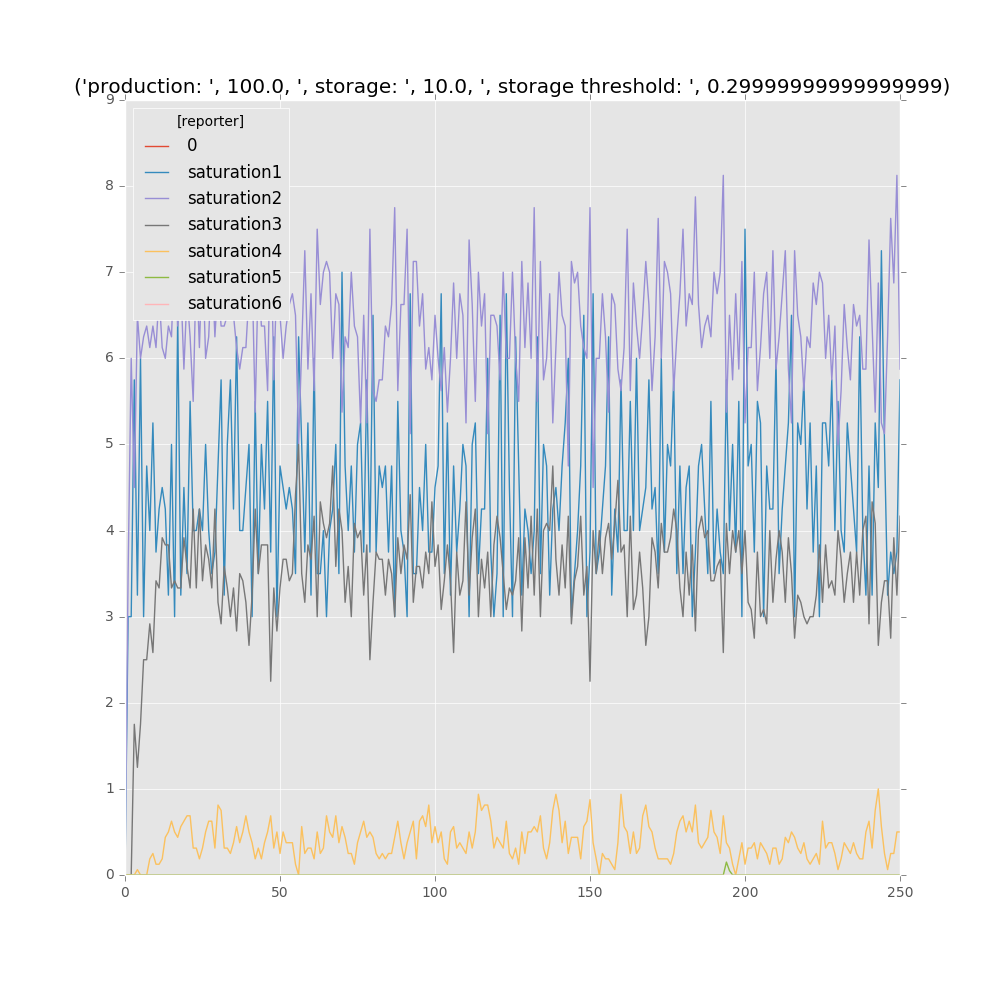 ('production: ', 100.0, ', storage: ', 10.0, ', storage threshold: ', 0.29999999999999999)
9
8
7
6
5
4
3
2
1
0
[reporter]
0
saturation1
saturation2
saturation3
saturation4
saturation5
saturation6
0 50 100 150 200 250